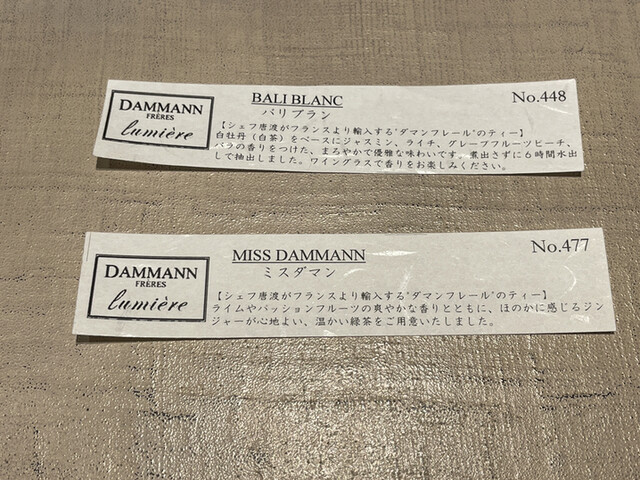 DAMMANN
FRÈRES
lumière
BALI BLANC
No.448
バリブラン
【シェフ唐渡がフランスより輸入する"ダマンフレール"のティー】
白牡丹（白茶）をベースにジャスミン、ライチ、グレープフルーツピーチ、
バラの香りをつけた、まろやかで優雅な味わいです。煮出さずに６時間水出
して抽出しました。ワイングラスで香りをお楽しみください。
DAMMANN
FRÈRES
lumière
MISS DAMMANN
No.477
ミスダマン
【シェフ唐渡がフランスより輸入する"ダマンフレール"のティー】
ライムやパッションフルーツの爽やかな香りとともに、ほのかに感じるジン
ジャーが心地よい、温かい緑茶をご用意いたしました。